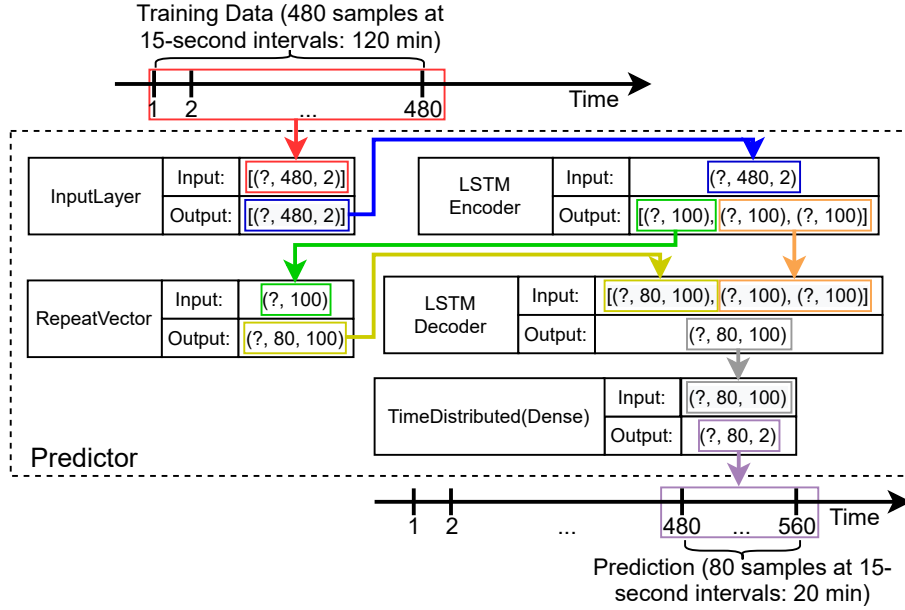 Training Data (480 samples at
15-second intervals: 120 min)
1 2 ... 480 Time
InputLayer
Input: [(?, 480, 2)]
Output: [(?, 480, 2)]
LSTM
Encoder
Input: (?, 480, 2)
Output: [(?, 100), (?, 100), (?, 100)]
RepeatVector
Input: (?, 100)
Output: (?, 80, 100)
LSTM
Decoder
Input: [(?, 80, 100), (?, 100), (?, 100)]
Output: (?, 80, 100)
TimeDistributed(Dense)
Input: (?, 80, 100)
Output: (?, 80, 2)
Predictor
1 2 ... 480 ... 560 Time
Prediction (80 samples at 15-
second intervals: 20 min)